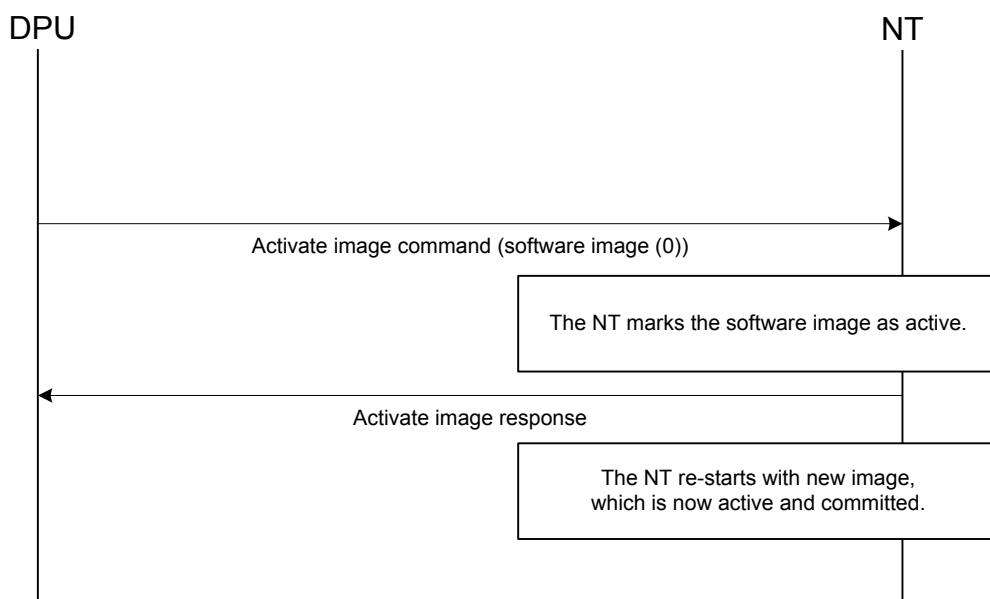 DPU
NT
Activate image command (software image (0))
The NT marks the software image as active.
Activate image response
The NT re-starts with new image,
which is now active and committed.